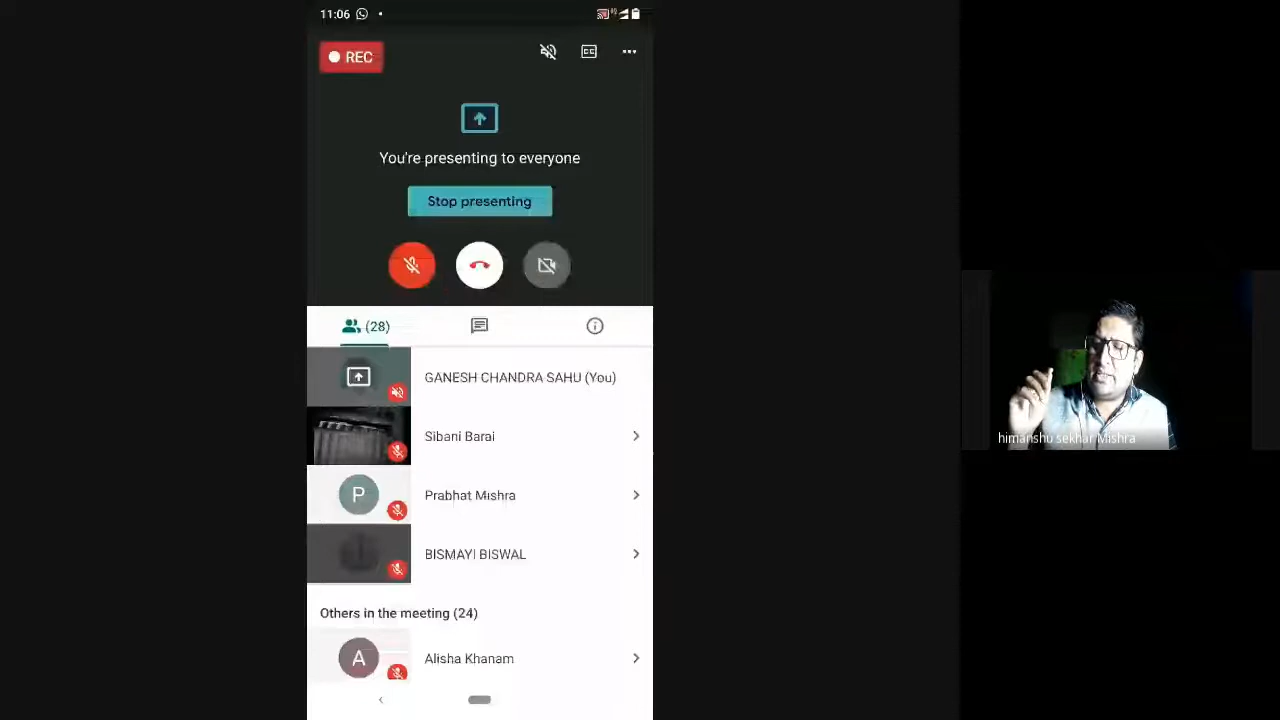 11:06
REC
CC
You're presenting to everyone
Stop presenting
(28)
GANESH CHANDRA SAHU (You)
Sibani Barai
P
Prabhat Mishra
BISMAYI BISWAL
Others in the meeting (24)
A
Alisha Khanam
himanshu sekhar Mishra